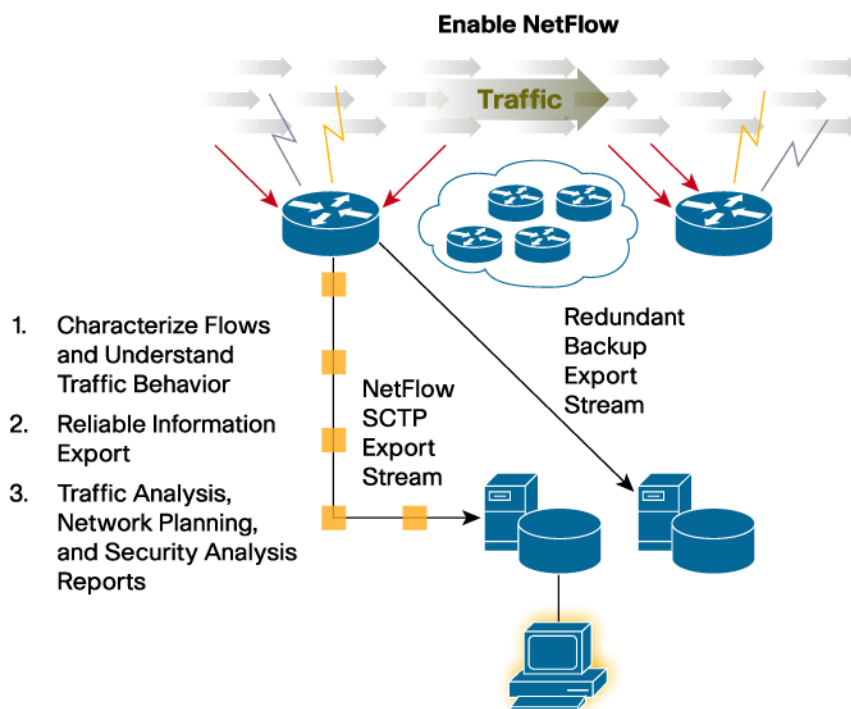 Enable NetFlow
Traffic
1. Characterize Flows
and Understand
Traffic Behavior
2. Reliable Information
Export
3. Traffic Analysis,
Network Planning,
and Security Analysis
Reports
NetFlow
SCTP
Export
Stream
Redundant
Backup
Export
Stream